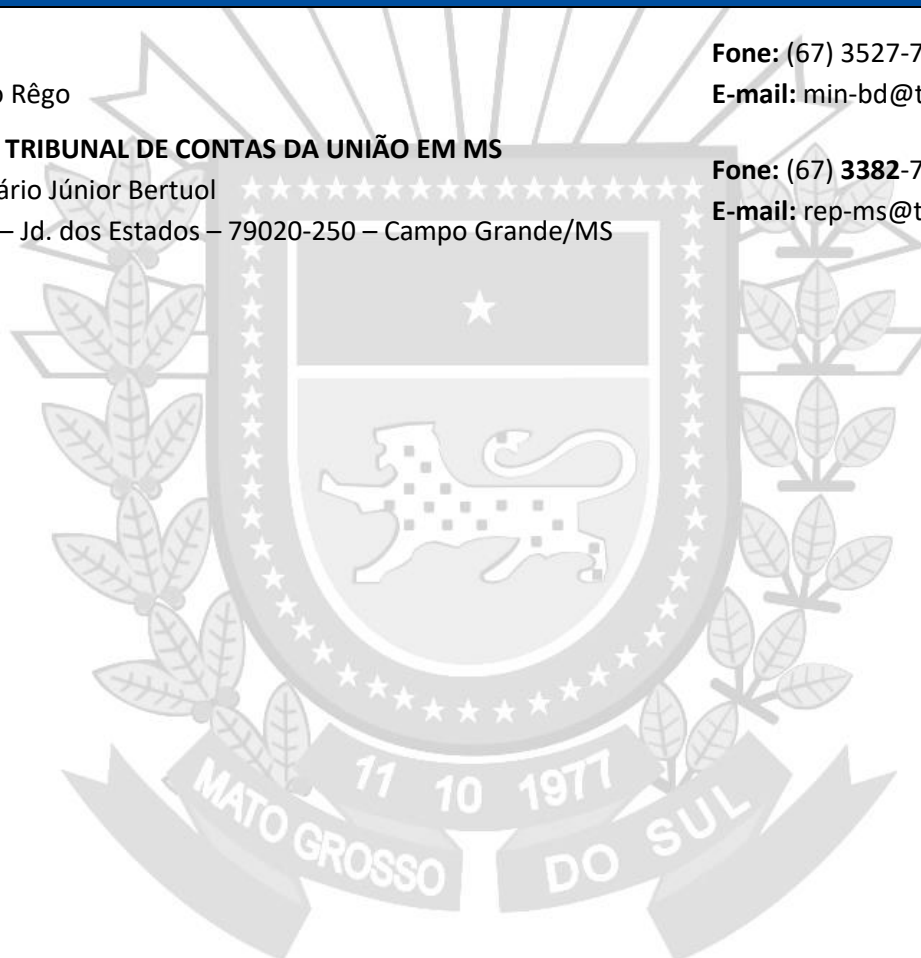 Fone: (67) 3527-7
o Rêgo
E-mail: min-bd@t
TRIBUNAL DE CONTAS DA UNIÃO EM MS
Fone: (67) 3382-7
ário Júnior Bertuol
E-mail: rep-ms@t
– Jd. dos Estados – 79020-250 – Campo Grande/MS
11 10 1977
MATO GROSSO DO SUL